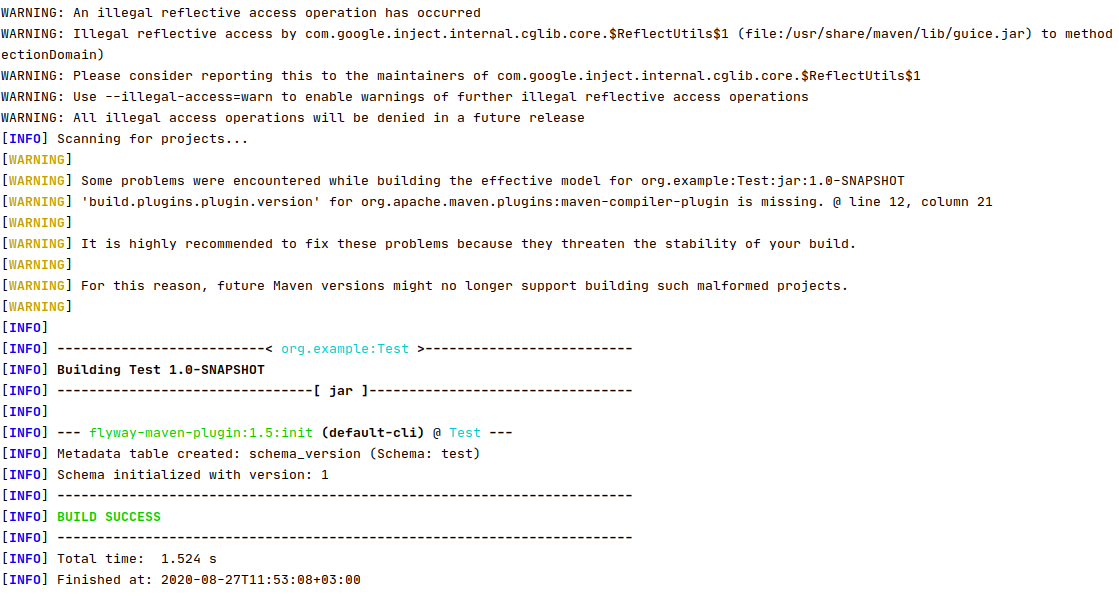 WARNING: An illegal reflective access operation has occurred
WARNING: Illegal reflective access by com.google.inject.internal.cglib.core.$ReflectUtils$1 (file:/usr/share/maven/lib/guice.jar) to method
ectionDomain)
WARNING: Please consider reporting this to the maintainers of com.google.inject.internal.cglib.core.$ReflectUtils$1
WARNING: Use --illegal-access=warn to enable warnings of further illegal reflective access operations
WARNING: All illegal access operations will be denied in a future release
[INFO] Scanning for projects...
[WARNING]
[WARNING] Some problems were encountered while building the effective model for org.example:Test:jar:1.0-SNAPSHOT
[WARNING] 'build.plugins.plugin.version' for org.apache.maven.plugins:maven-compiler-plugin is missing. @ line 12, column 21
[WARNING]
[WARNING] It is highly recommended to fix these problems because they threaten the stability of your build.
[WARNING]
[WARNING] For this reason, future Maven versions might no longer support building such malformed projects.
[WARNING]
[INFO]
[INFO] --------------------------< org.example:Test >--------------------------
[INFO] Building Test 1.0-SNAPSHOT
[INFO] --------------------------------[ jar ]---------------------------------
[INFO]
[INFO] --- flyway-maven-plugin:1.5:init (default-cli) @ Test ---
[INFO] Metadata table created: schema_version (Schema: test)
[INFO] Schema initialized with version: 1
[INFO] ------------------------------------------------------------------------
[INFO] BUILD SUCCESS
[INFO] ------------------------------------------------------------------------
[INFO] Total time:  1.524 s
[INFO] Finished at: 2020-08-27T11:53:08+03:00